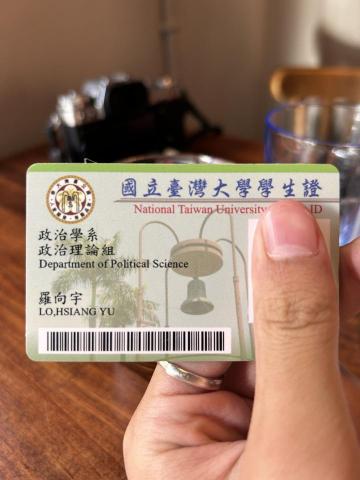 國立臺灣大學學生證
National Taiwan University ID
政治學系
政治理論組
Department of Political Science
羅向宇
LO,HSIANG YU